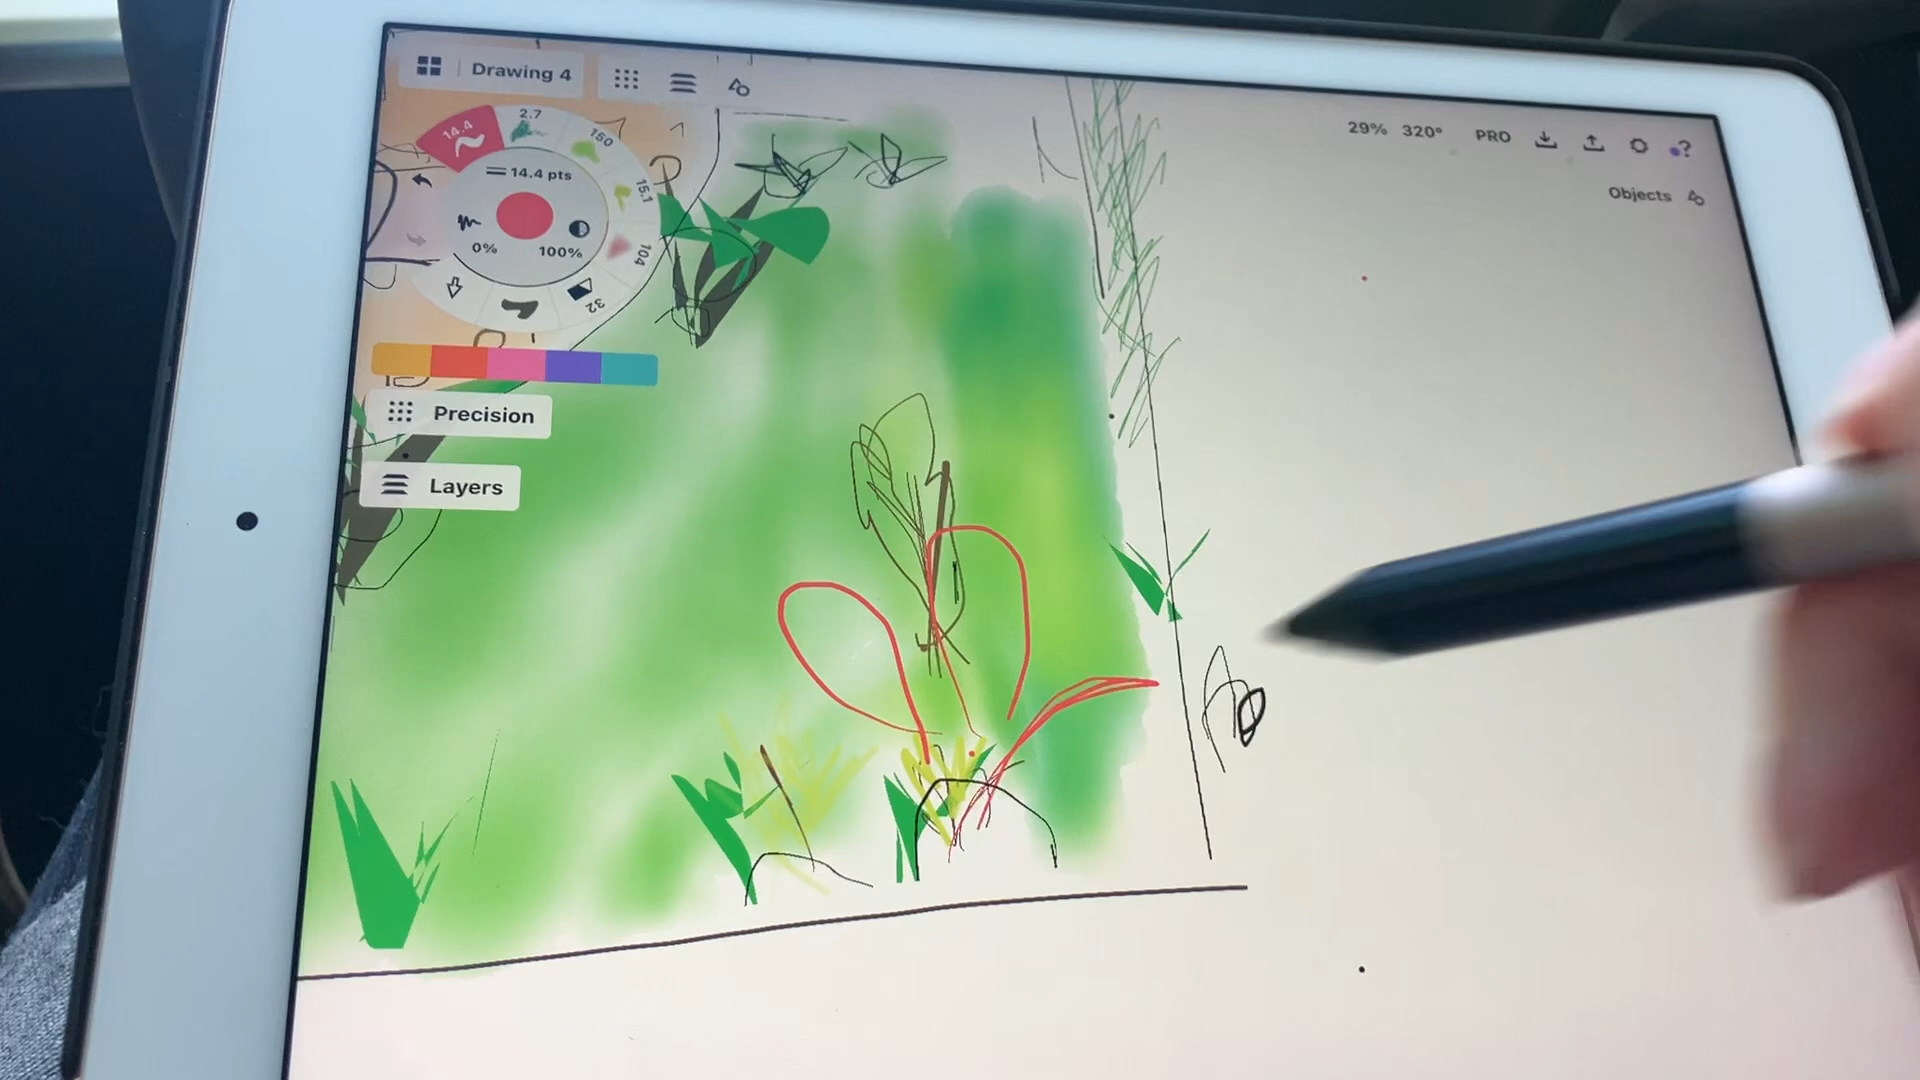 Drawing 4
29% 320° PRO
?
Objects
14.4
2.7
150
15.1
104
32
14.4 pts
0% 100%
Precision
Layers